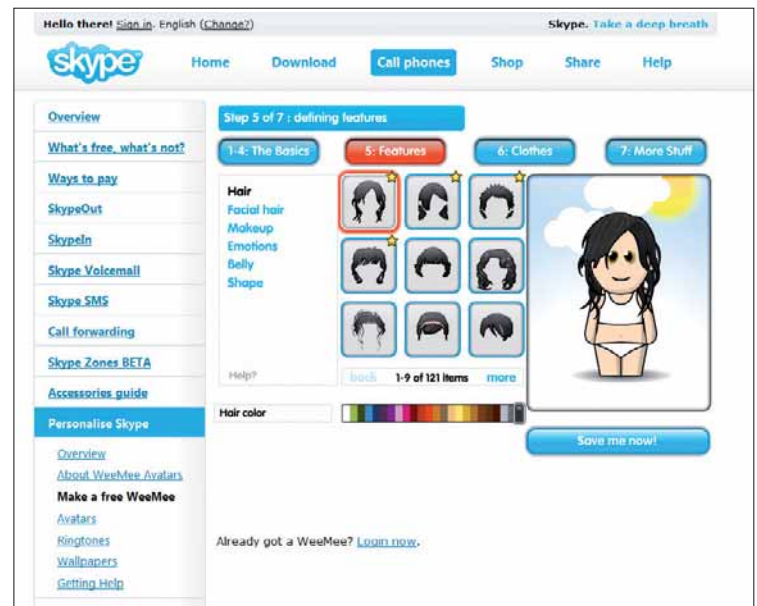 Hello there! Sign in. English (Change?)
Skype. Take a deep breath
skype
Home Download Call phones Shop Share Help
Overview
What's free, what's not?
Ways to pay
SkypeOut
SkypeIn
Skype Voicemail
Skype SMS
Call forwarding
Skype Zones BETA
Accessories guide
Personalise Skype
Overview
About WeeMee Avatars
Make a free WeeMee
Avatars
Ringtones
Wallpapers
Getting Help
Step 5 of 7 : defining features
1-4: The Basics 5: Features 6: Clothes 7: More Stuff
Hair
Facial hair
Makeup
Emotions
Belly
Shape
Help?
back 1-9 of 121 items more
Hair color
Save me now!
Already got a WeeMee? Login now.